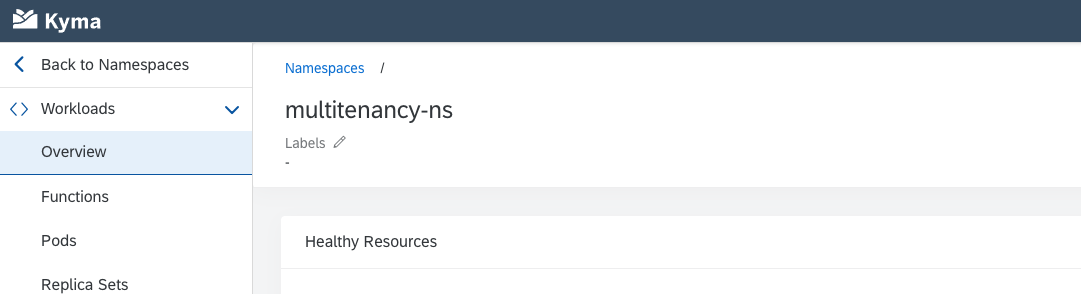 Kyma
Back to Namespaces
Workloads
Overview
Functions
Pods
Replica Sets
Namespaces /
multitenancy-ns
Labels
-
Healthy Resources